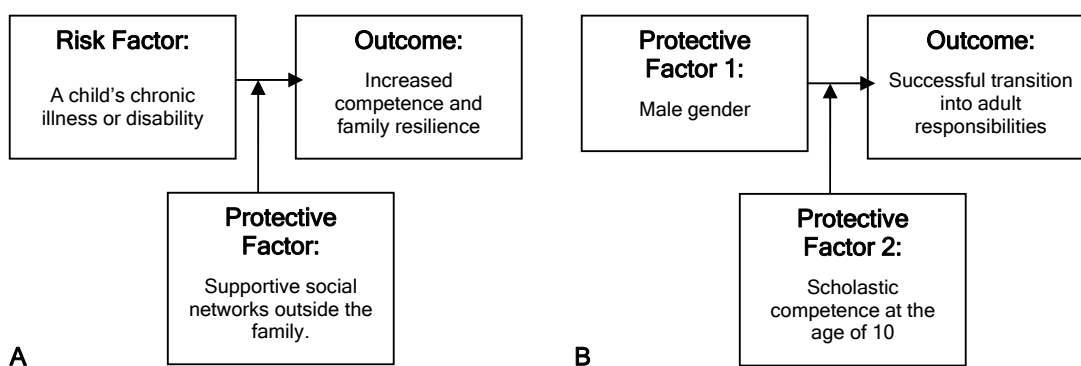 Risk Factor:
A child's chronic
illness or disability
Outcome:
Increased
competence and
family resilience
Protective
Factor:
Supportive social
networks outside the
family.
A
Protective
Factor 1:
Male gender
Outcome:
Successful transition
into adult
responsibilities
Protective
Factor 2:
Scholastic
competence at the
age of 10
B